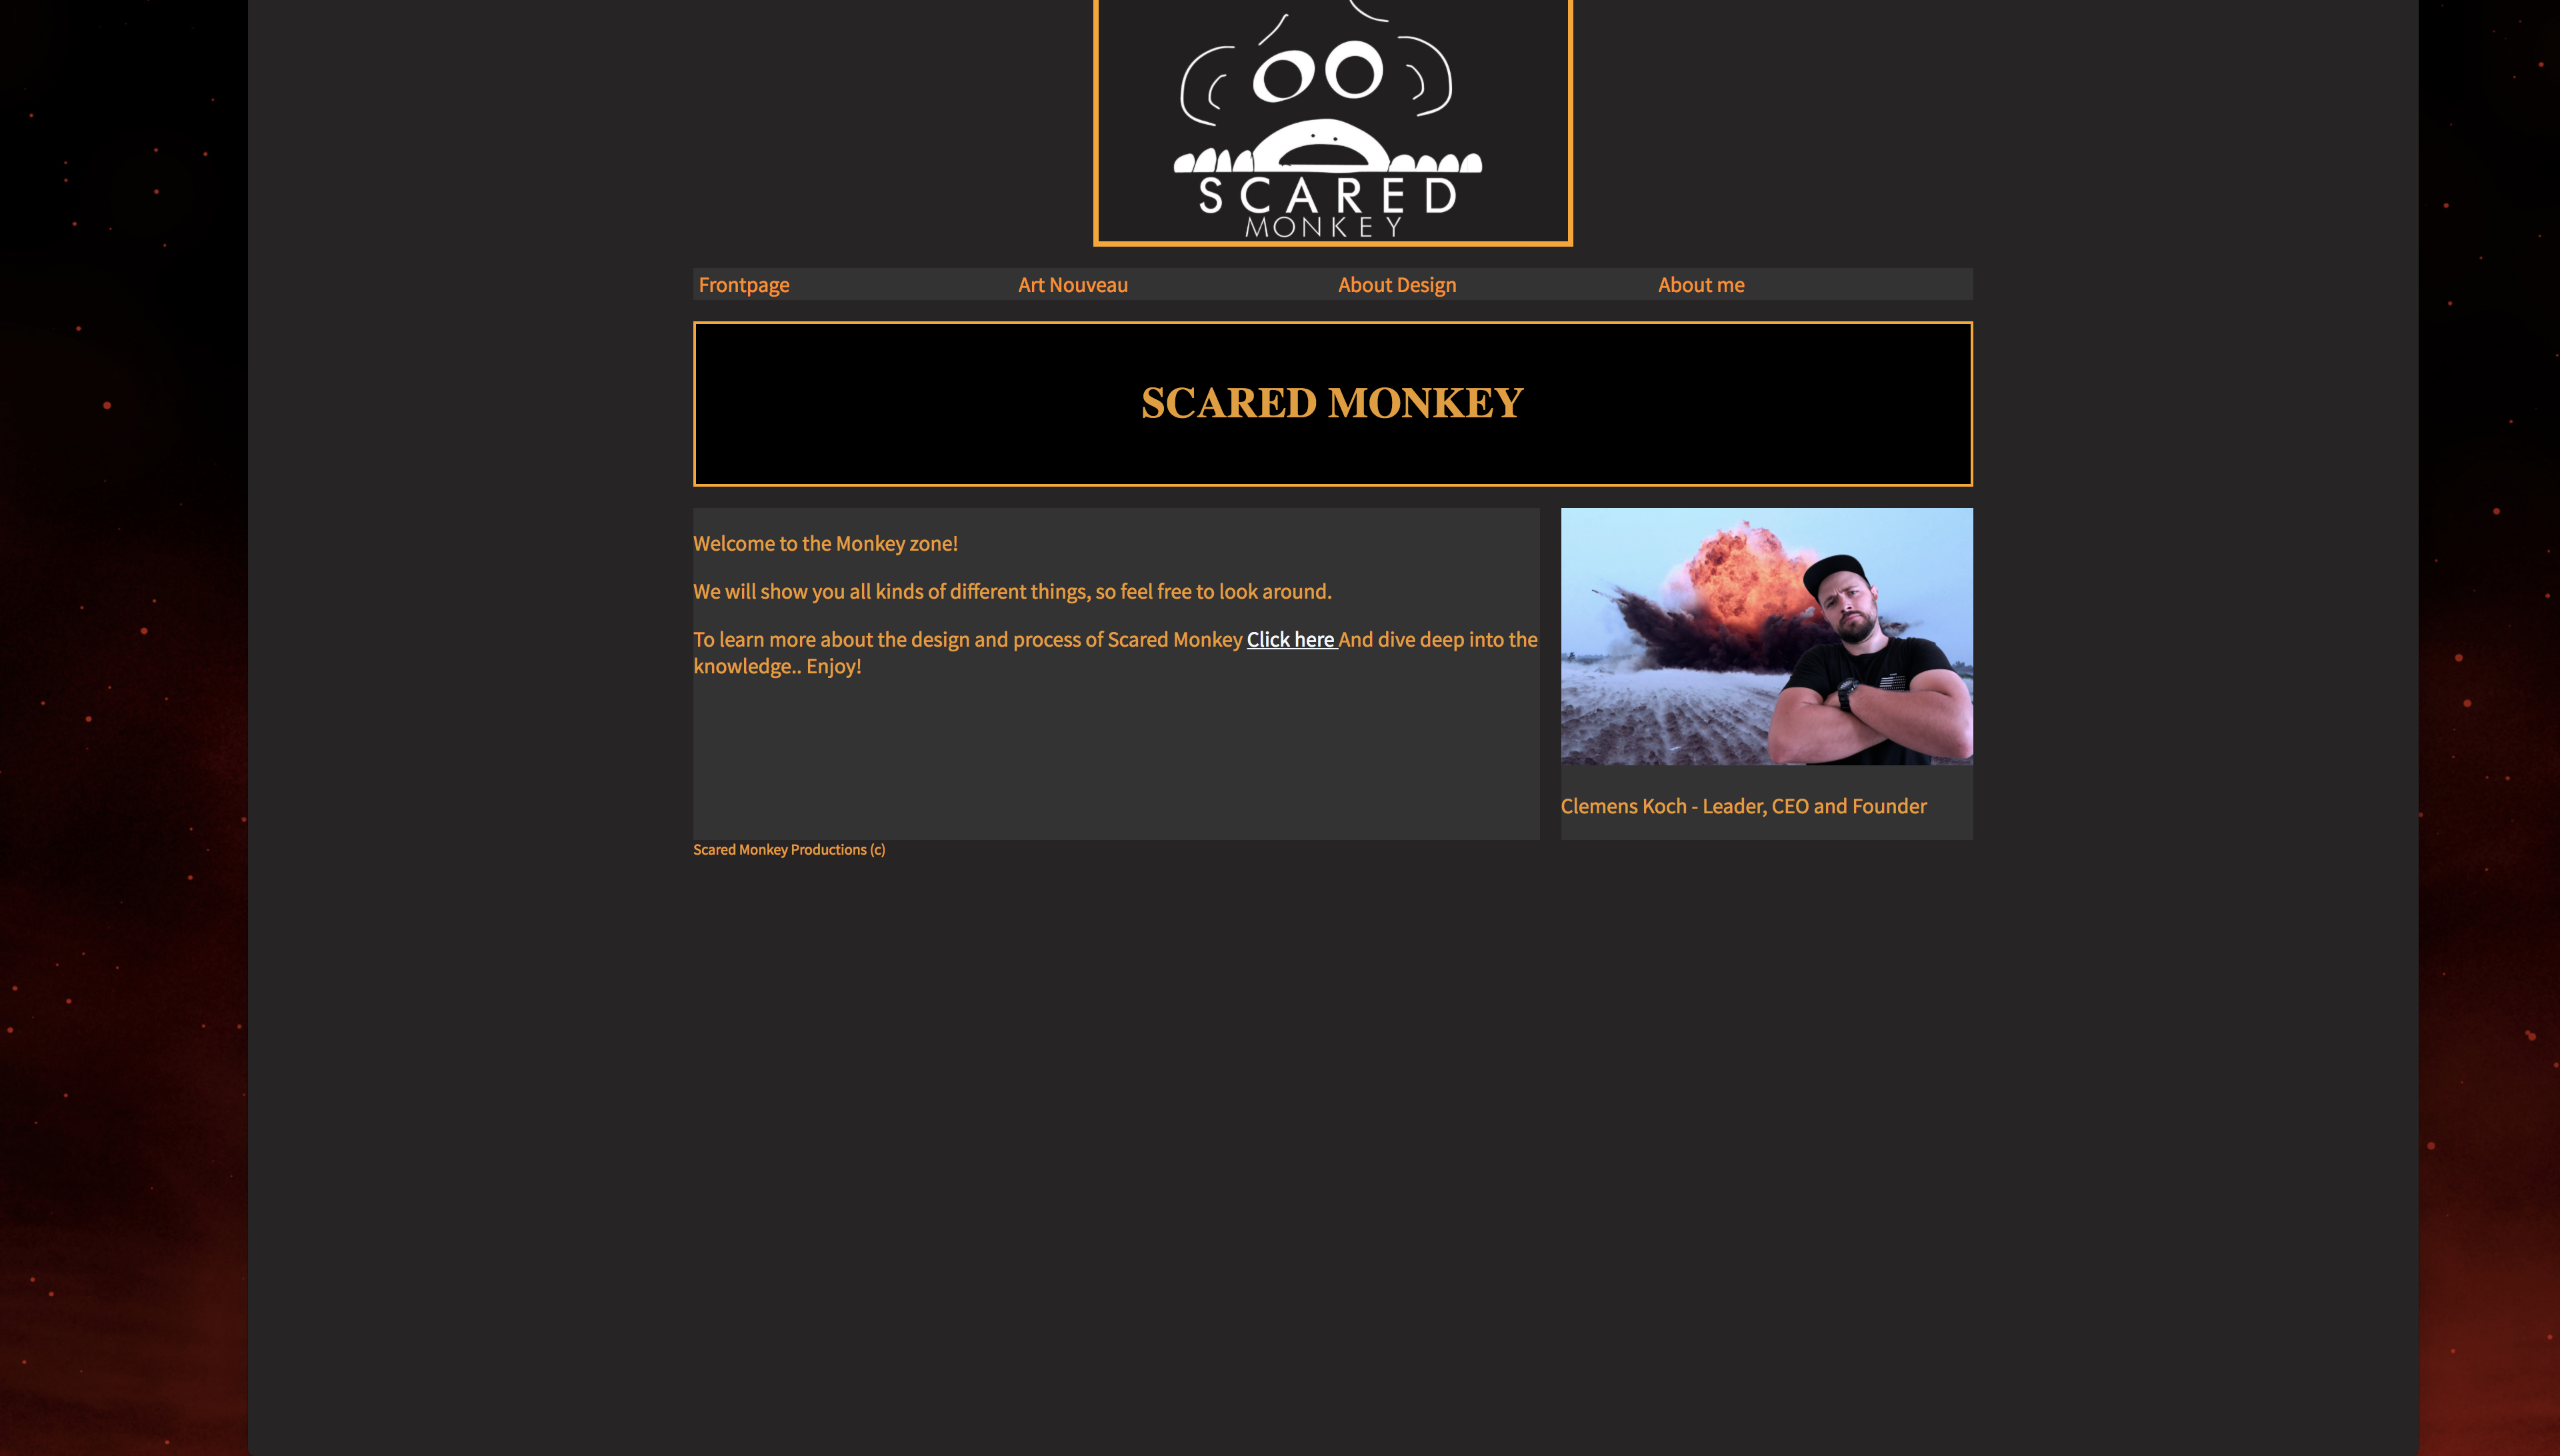 SCARED
MONKEY
Frontpage Art Nouveau About Design About me
SCARED MONKEY
Welcome to the Monkey zone!
We will show you all kinds of different things, so feel free to look around.
To learn more about the design and process of Scared Monkey Click here And dive deep into the
knowledge.. Enjoy!
Clemens Koch - Leader, CEO and Founder
Scared Monkey Productions (c)